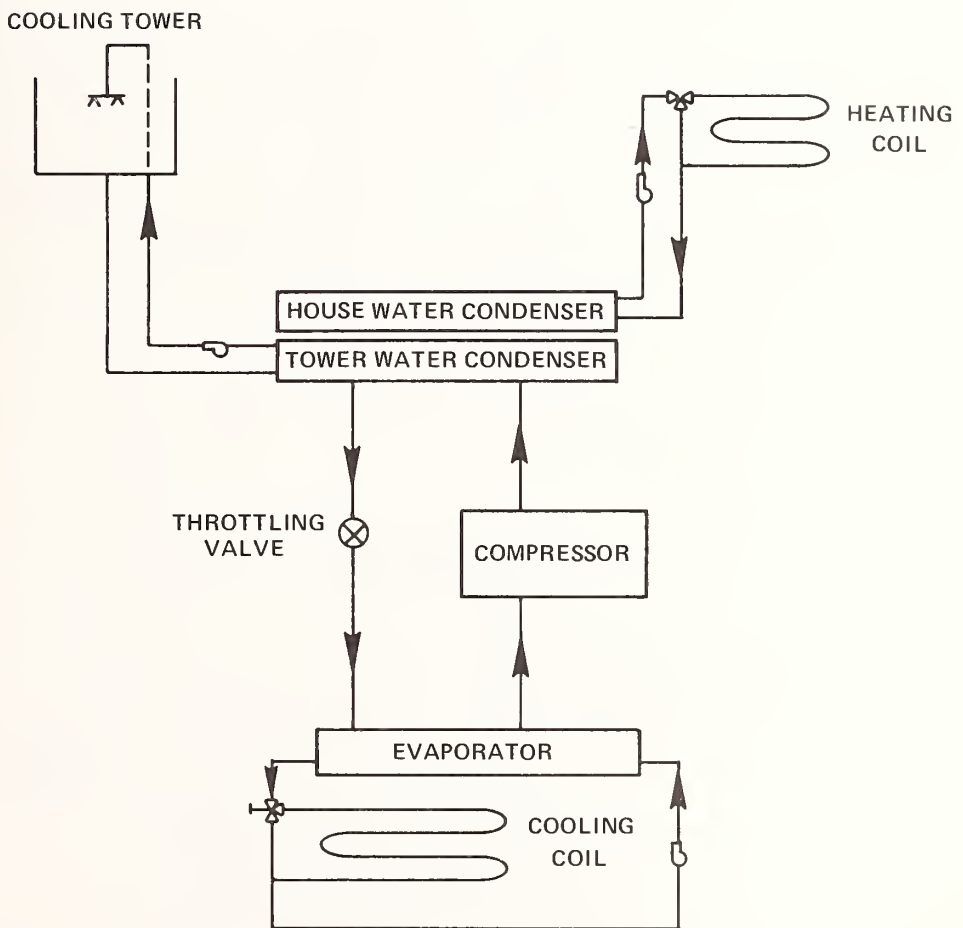 COOLING TOWER
HEATING
COIL
HOUSE WATER CONDENSER
TOWER WATER CONDENSER
THROTTLING
VALVE
COMPRESSOR
EVAPORATOR
COOLING
COIL